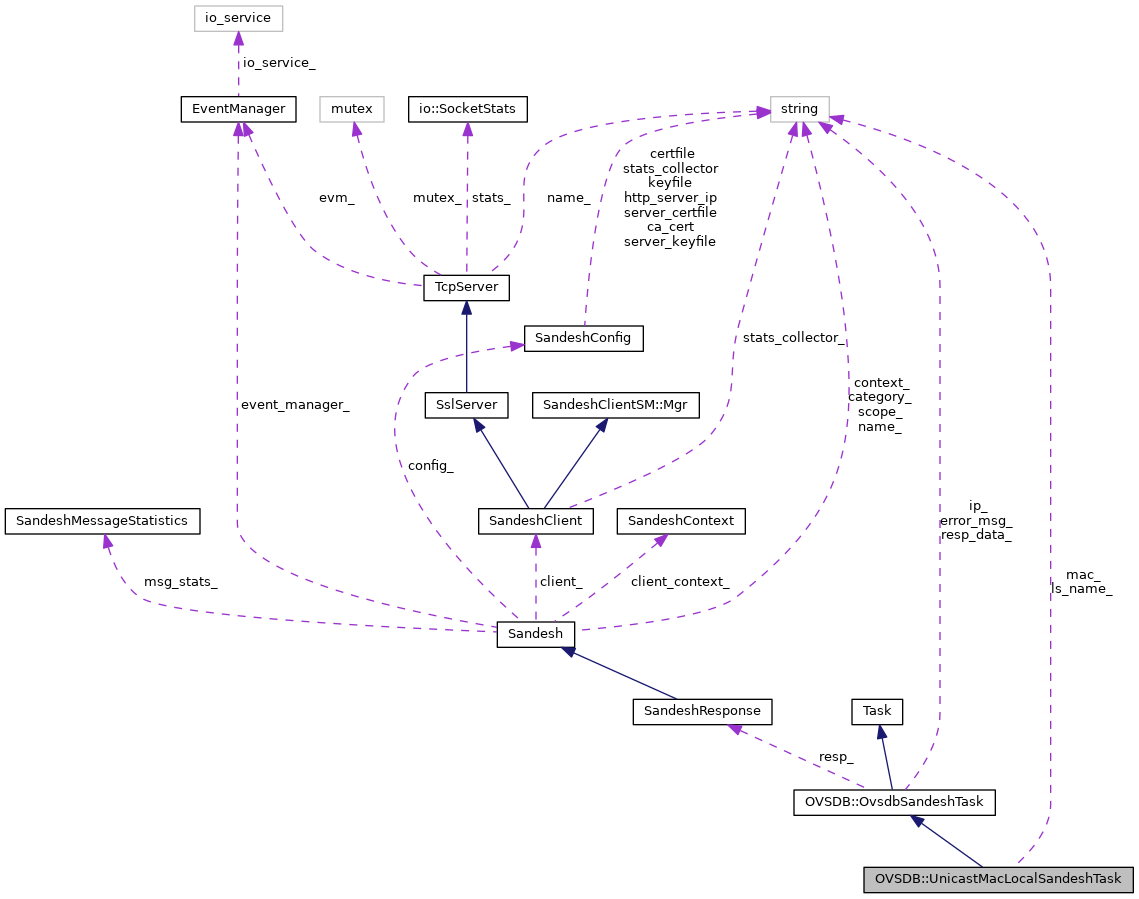 io_service
io_service_
EventManager
mutex
io::SocketStats
string
certfile
stats_collector
keyfile
http_server_ip
server_certfile
ca_cert
server_keyfile
evm_
mutex_
stats_
name_
TcpServer
SandeshConfig
stats_collector_
context_
category_
scope_
name_
event_manager_
SslServer
SandeshClientSM::Mgr
config_
SandeshMessageStatistics
SandeshClient
SandeshContext
ip_
error_msg_
resp_data_
msg_stats_
client_
client_context_
mac_
ls_name_
Sandesh
SandeshResponse
Task
resp_
OVSDB::OvsdbSandeshTask
OVSDB::UnicastMacLocalSandeshTask